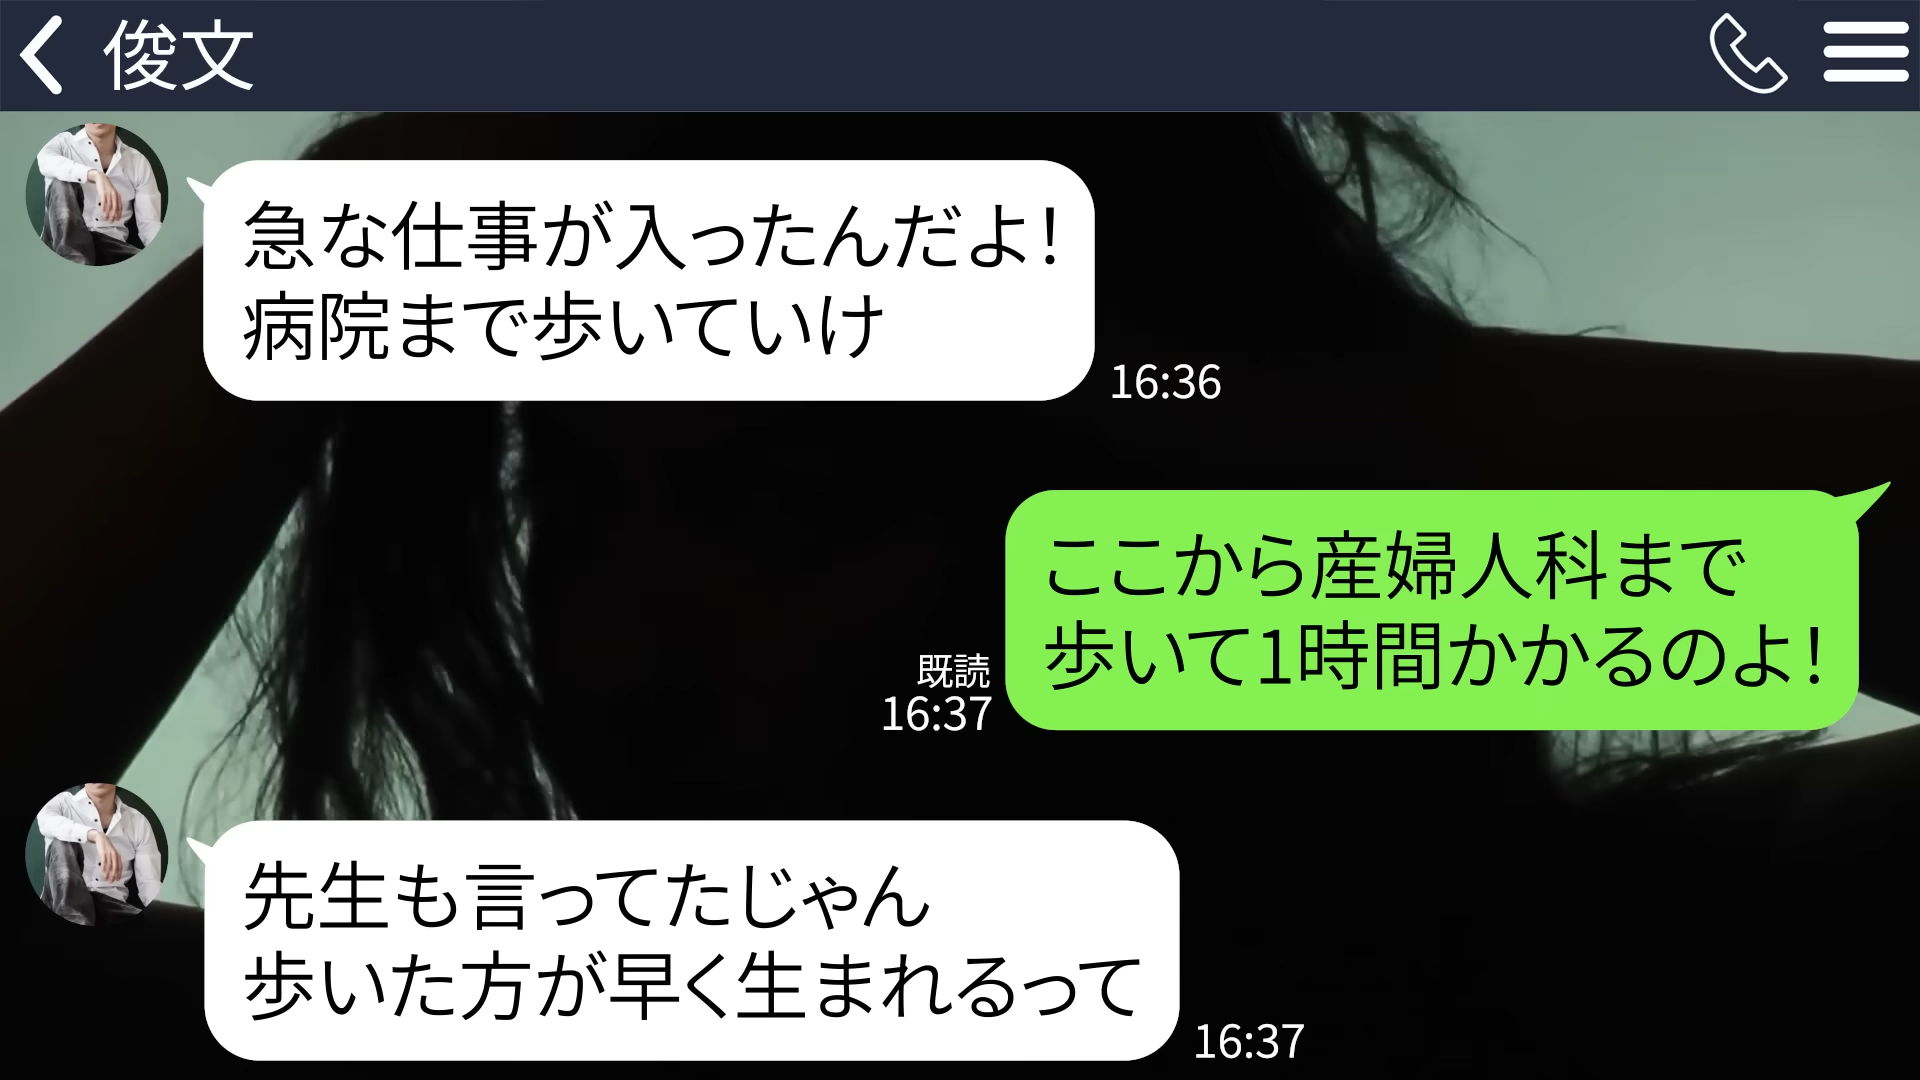 俊文
急な仕事が入ったんだよ!
病院まで歩いていけ
16:36
ここから産婦人科まで
歩いて1時間かかるのよ!
既読
16:37
先生も言ってたじゃん
歩いた方が早く生まれるって
16:37